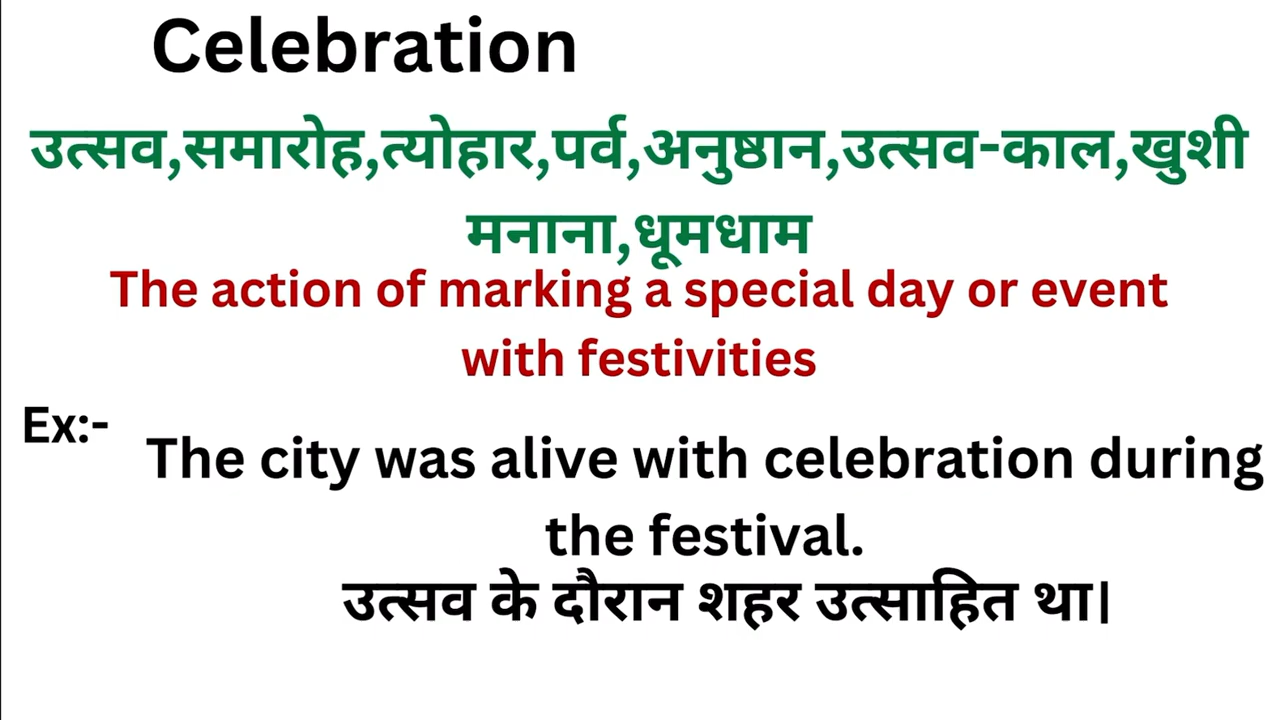 Celebration
उत्सव,समारोह,त्योहार,पर्व,अनुष्ठान,उत्सव-काल,खुशी
मनाना,धूमधाम
The action of marking a special day or event
with festivities
Ex:-
The city was alive with celebration during
the festival.
उत्सव के दौरान शहर उत्साहित था।